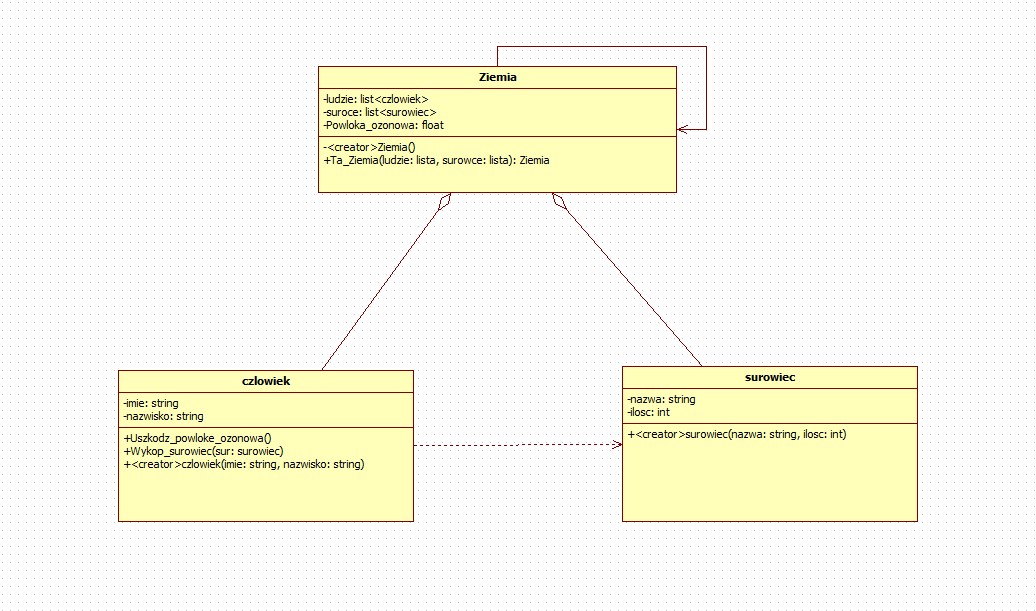 Ziemia
-ludzie: list<czlowiek>
-suroce: list<surowiec>
-Powloka_ozonowa: float
-<creator>Ziemia()
+Ta_Ziemia(ludzie: lista, surowce: lista): Ziemia
czlowiek
-imie: string
-nazwisko: string
+Uszkodz_powloke_ozonowa()
+Wykop_surowiec(sur: surowiec)
+<creator>czlowiek(imie: string, nazwisko: string)
surowiec
-nazwa: string
-ilosc: int
+<creator>surowiec(nazwa: string, ilosc: int)